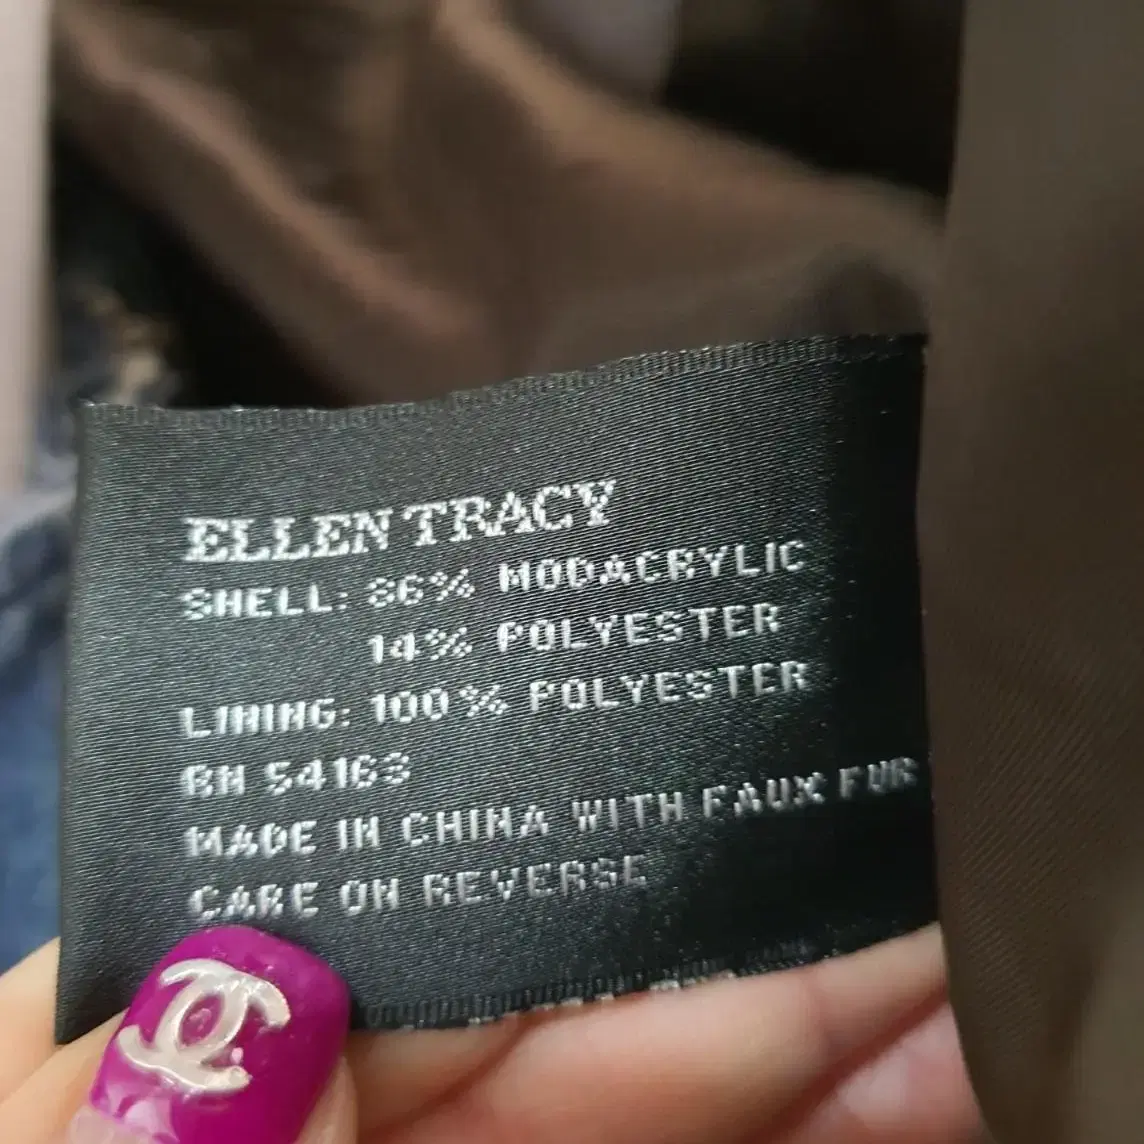 ELLEN TRACY
SHELL: 86% MODACRYLIC
14% POLYESTER
LINING: 100% POLYESTER
RN 54163
MADE IN CHINA WITH FAUX FUR
CARE ON REVERSE